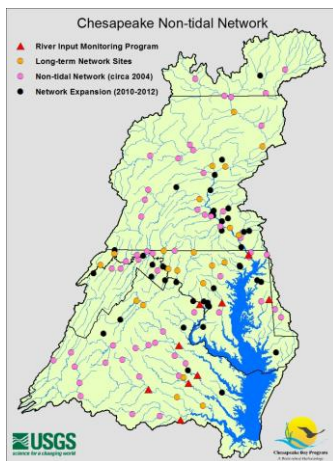 Chesapeake Non-tidal Network
River Input Monitoring Program
Long-term Network Sites
Non-tidal Network (circa 2004)
Network Expansion (2010-2012)
USGS
science for a changing world
Chesapeake Bay Program